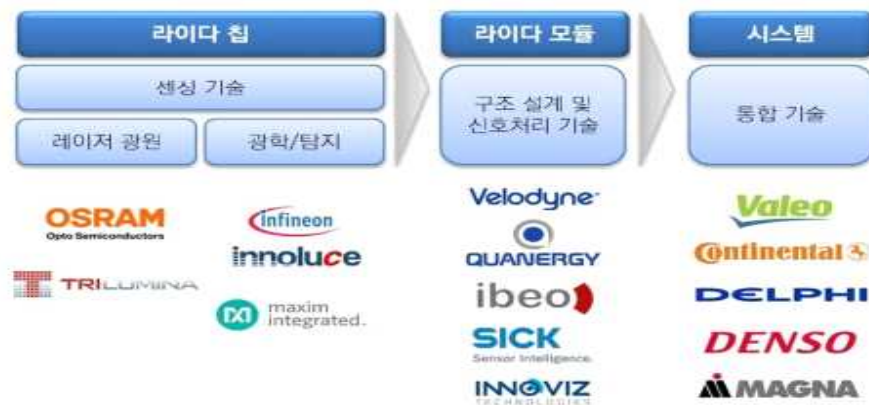 라이다 칩
센싱 기술
레이저 광원
광학/탐지
라이다 모듈
구조 설계 및
신호처리 기술
시스템
통합 기술
OSRAM
Opto Semiconductors
TRILUMINA
infineon
innoluce
maxim
integrated.
Velodyne
QUANERGY
ibeo
SICK
Sensor Intelligence.
INNOVIZ
TECHNOLOGIES
Valeo
Continental
DELPHI
DENSO
MAGNA